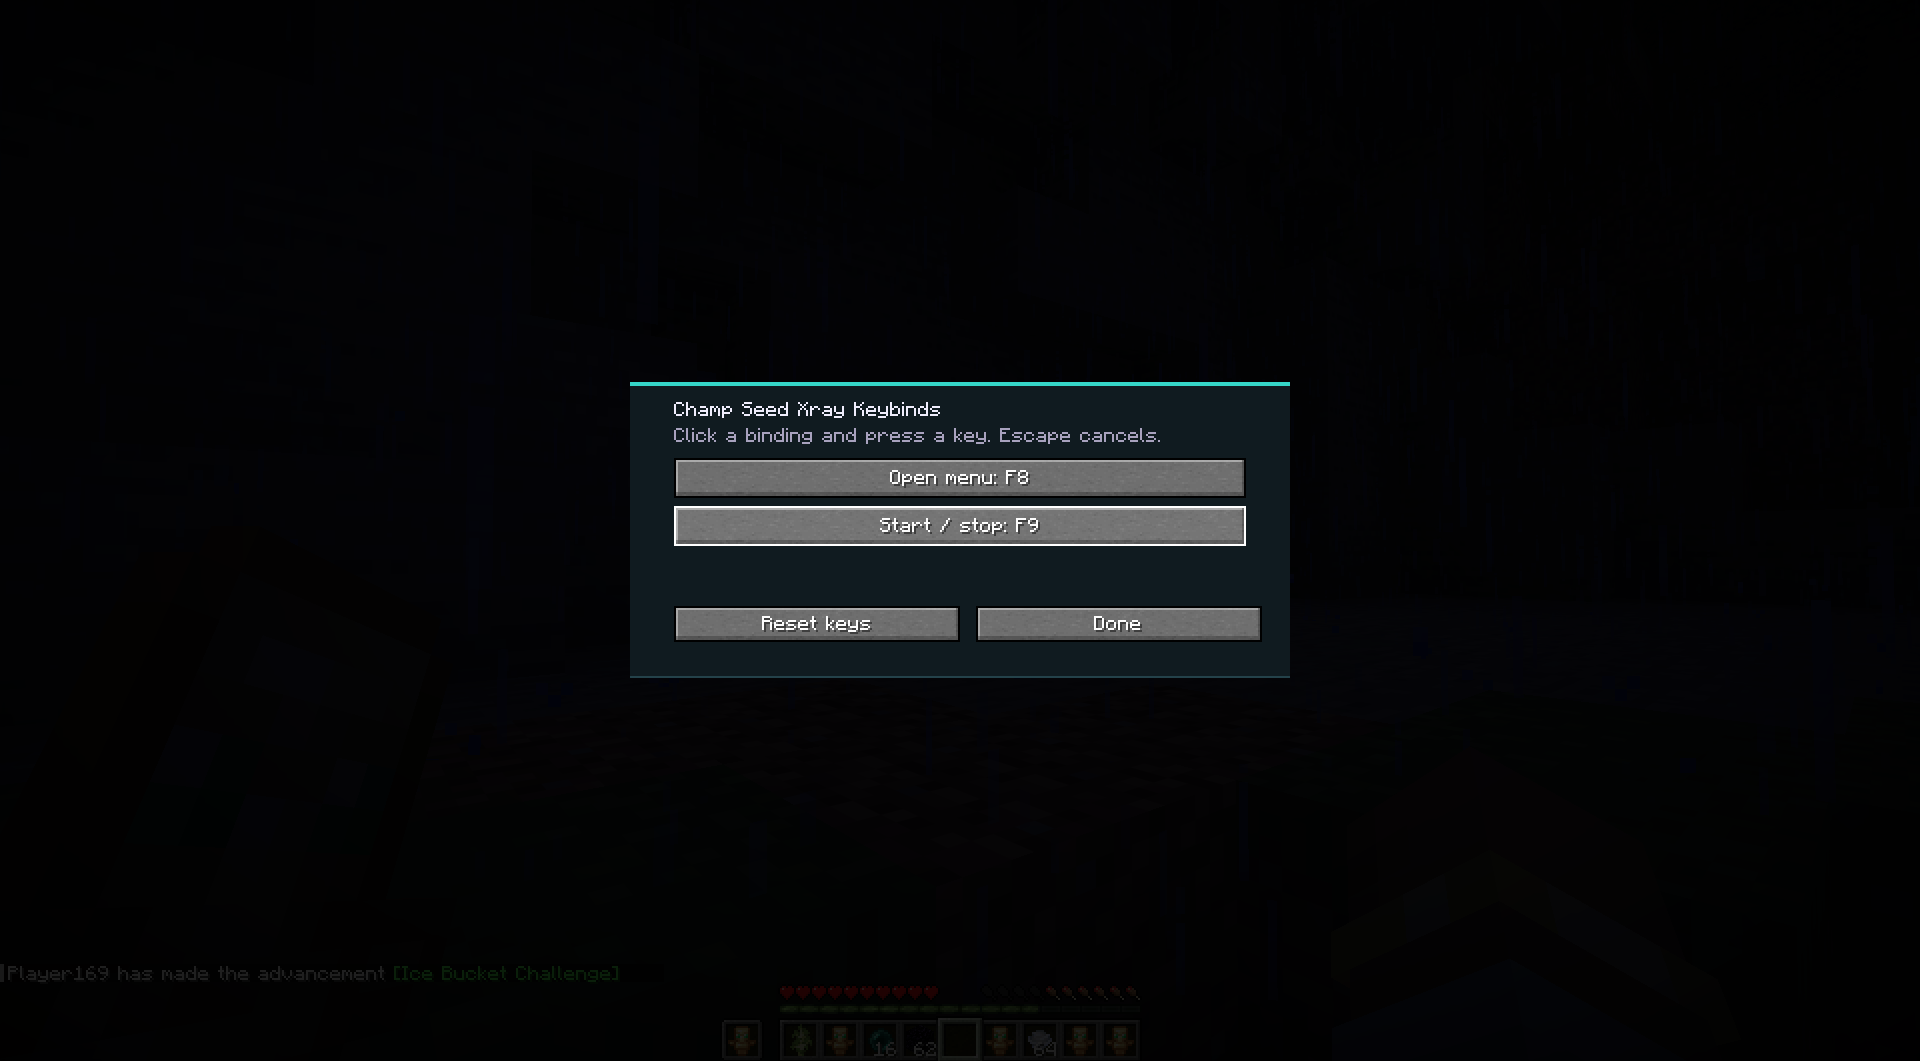 Champ Seed Xray Keybinds
Click a binding and press a key. Escape cancels.
Open menu: F8
Start / stop: F9
Reset keys
Done
Player169 has made the advancement [Ice Bucket Challenge]
16
62
64